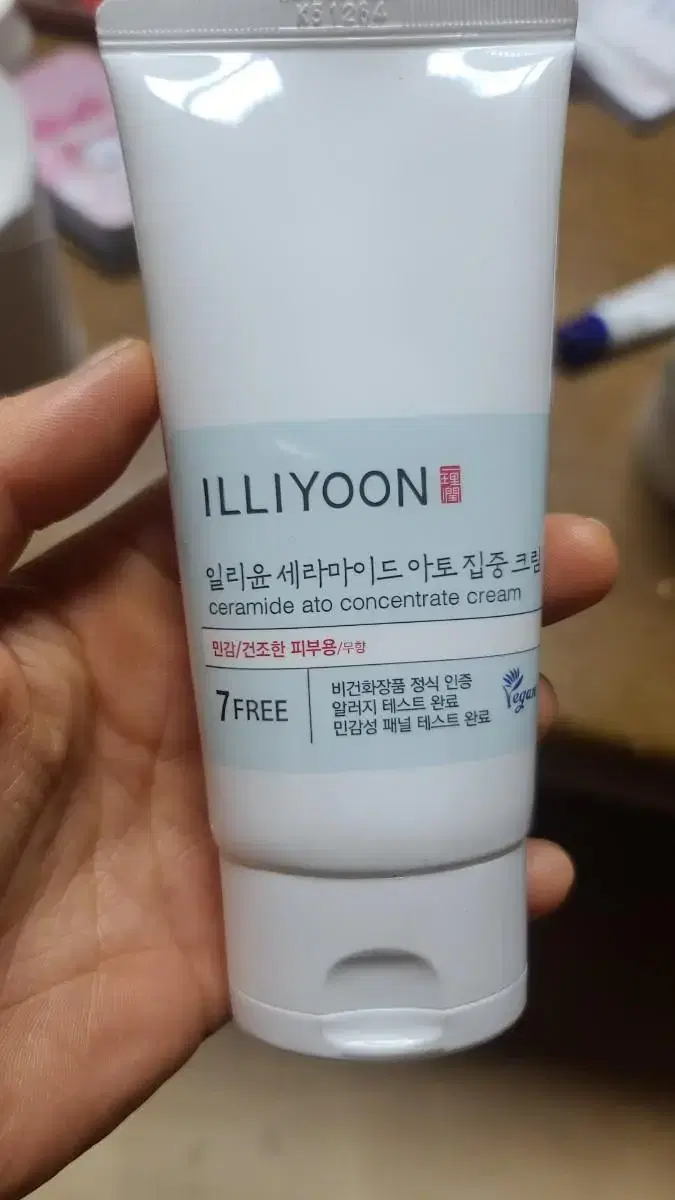 ILLIYOON
일리윤 세라마이드 아토 집중 크림
ceramide ato concentrate cream
민감/건조한 피부용/무향
7FREE
비건화장품 정식 인증
알러지 테스트 완료
민감성 패널 테스트 완료
Vegan